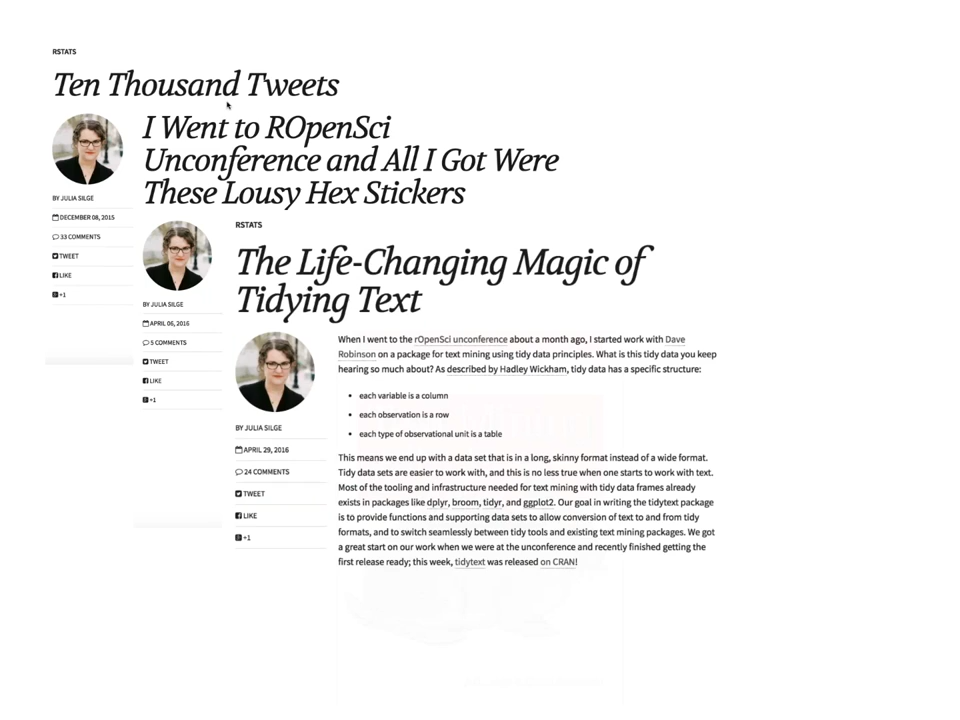 RSTATS
Ten Thousand Tweets
BY JULIA SILGE
DECEMBER 08, 2015
33 COMMENTS
TWEET
LIKE
+1
I Went to ROpenSci
Unconference and All I Got Were
These Lousy Hex Stickers
BY JULIA SILGE
APRIL 06, 2016
5 COMMENTS
TWEET
LIKE
+1
RSTATS
The Life-Changing Magic of
Tidying Text
BY JULIA SILGE
APRIL 29, 2016
24 COMMENTS
TWEET
LIKE
+1
When I went to the rOpenSci unconference about a month ago, I started work with Dave
Robinson on a package for text mining using tidy data principles. What is this tidy data you keep
hearing so much about? As described by Hadley Wickham, tidy data has a specific structure:
• each variable is a column
• each observation is a row
• each type of observational unit is a table
This means we end up with a data set that is in a long, skinny format instead of a wide format.
Tidy data sets are easier to work with, and this is no less true when one starts to work with text.
Most of the tooling and infrastructure needed for text mining with tidy data frames already
exists in packages like dplyr, broom, tidyr, and ggplot2. Our goal in writing the tidytext package
is to provide functions and supporting data sets to allow conversion of text to and from tidy
formats, and to switch seamlessly between tidy tools and existing text mining packages. We got
a great start on our work when we were at the unconference and recently finished getting the
first release ready; this week, tidytext was released on CRAN!